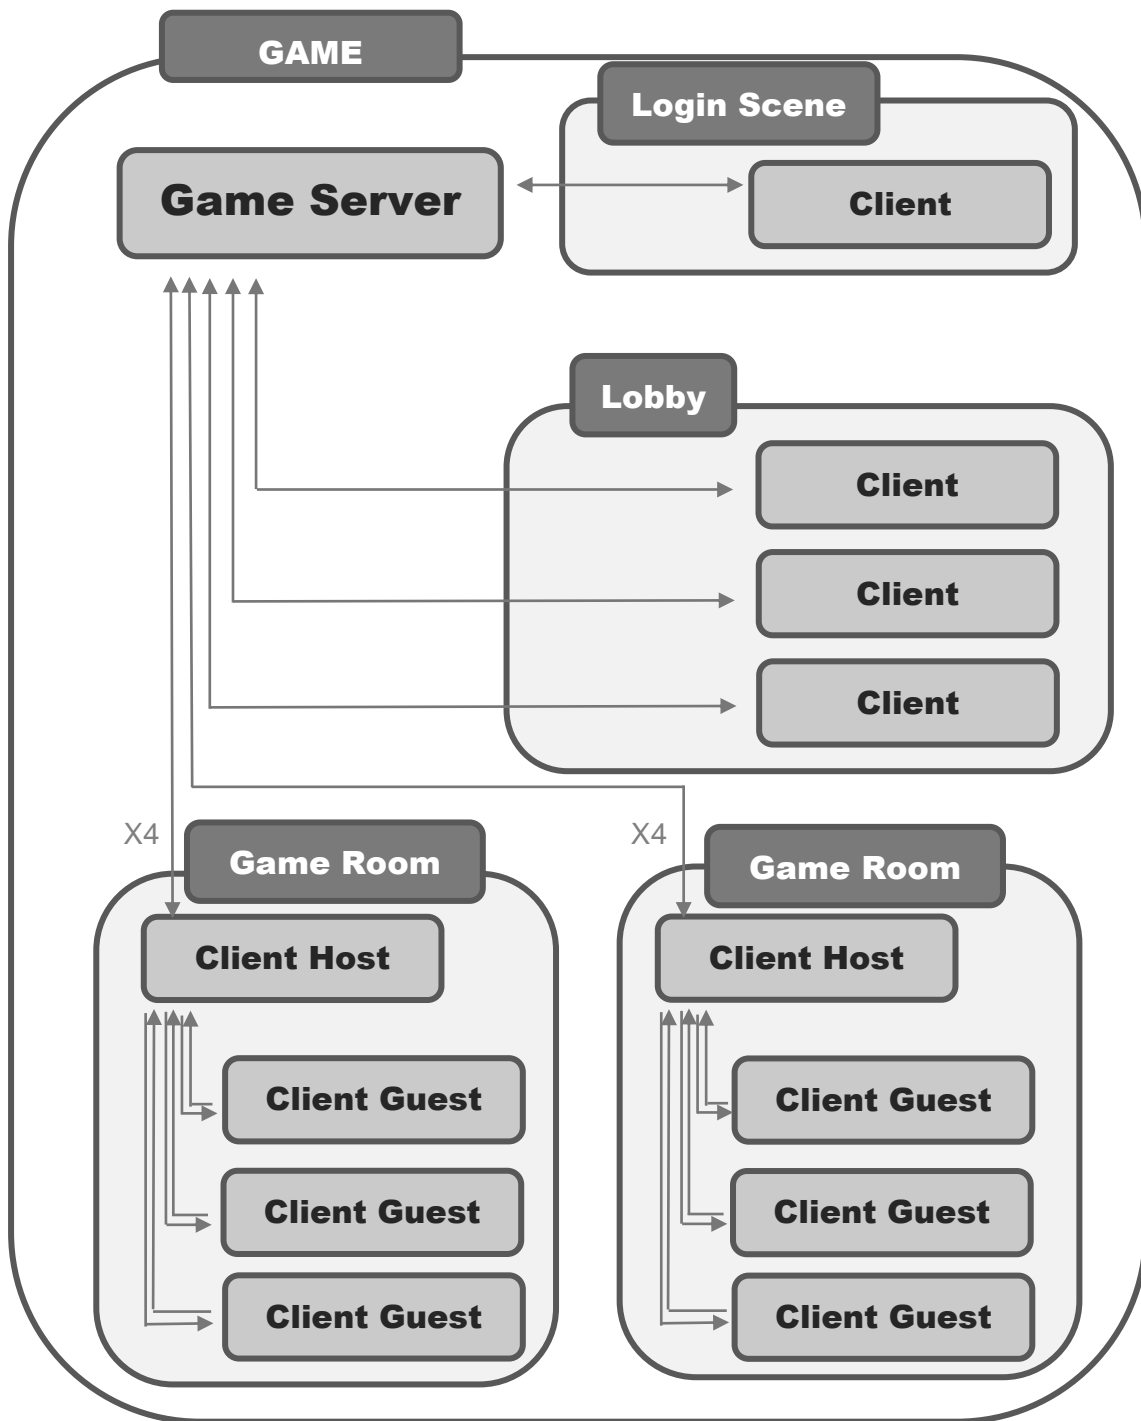 GAME
Login Scene
Game Server
Client
Lobby
Client
Client
Client
X4
X4
Game Room
Game Room
Client Host
Client Host
Client Guest
Client Guest
Client Guest
Client Guest
Client Guest
Client Guest